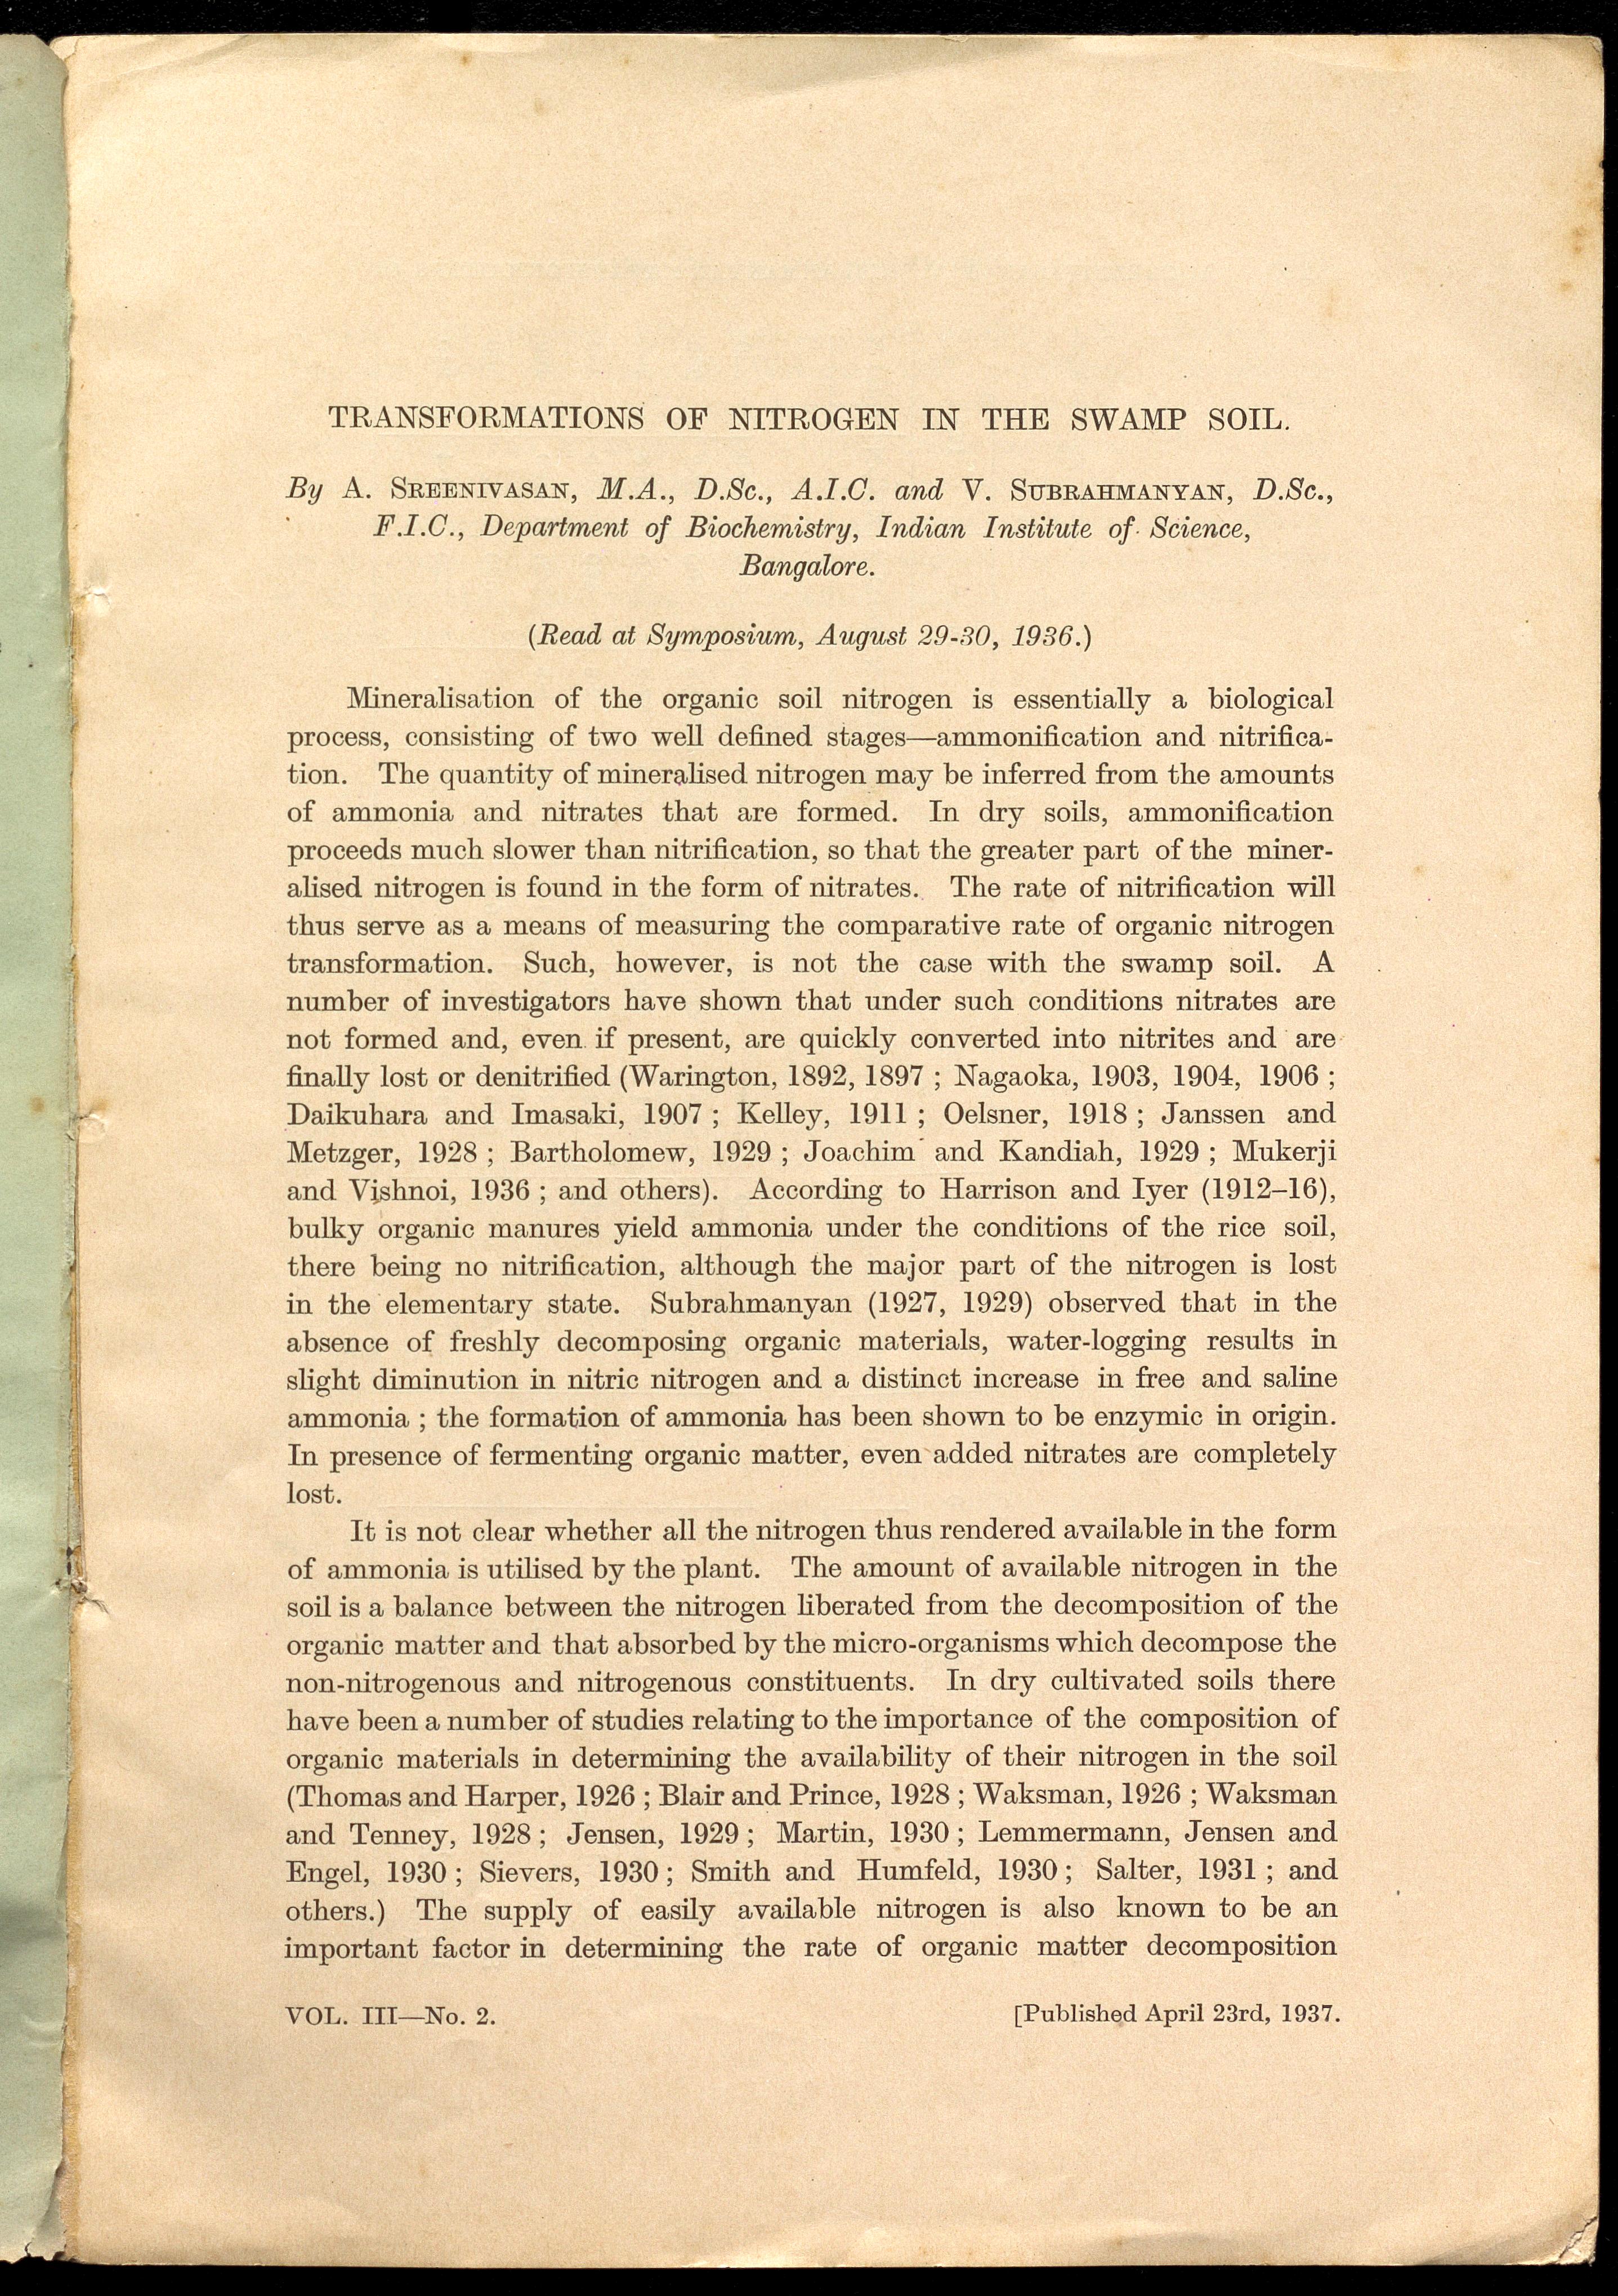 TRANSFORMATIONS OF NITROGEN IN THE SWAMP SOIL.
By A. SREENIVASAN, M.A., D.Sc., A.I.C. and V. SUBRAHMANYAN, D.Sc.,
F.I.C., Department of Biochemistry, Indian Institute of Science,
Bangalore.
(Read at Symposium, August 29-30, 1936.)
Mineralisation of the organic soil nitrogen is essentially a biological
process, consisting of two well defined stages—ammonification and nitrifica-
tion. The quantity of mineralised nitrogen may be inferred from the amounts
of ammonia and nitrates that are formed. In dry soils, ammonification
proceeds much slower than nitrification, so that the greater part of the miner-
alised nitrogen is found in the form of nitrates. The rate of nitrification will
thus serve as a means of measuring the comparative rate of organic nitrogen
transformation. Such, however, is not the case with the swamp soil. A
number of investigators have shown that under such conditions nitrates are
not formed and, even if present, are quickly converted into nitrites and are
finally lost or denitrified (Warington, 1892, 1897 ; Nagaoka, 1903, 1904, 1906 ;
Daikuhara and Imasaki, 1907 ; Kelley, 1911 ; Oelsner, 1918 ; Janssen and
Metzger, 1928 ; Bartholomew, 1929 ; Joachim and Kandiah, 1929 ; Mukerji
and Vishnoi, 1936 ; and others). According to Harrison and Iyer (1912–16),
bulky organic manures yield ammonia under the conditions of the rice soil,
there being no nitrification, although the major part of the nitrogen is lost
in the elementary state. Subrahmanyan (1927, 1929) observed that in the
absence of freshly decomposing organic materials, water-logging results in
slight diminution in nitric nitrogen and a distinct increase in free and saline
ammonia ; the formation of ammonia has been shown to be enzymic in origin.
In presence of fermenting organic matter, even added nitrates are completely
lost.
It is not clear whether all the nitrogen thus rendered available in the form
of ammonia is utilised by the plant. The amount of available nitrogen in the
soil is a balance between the nitrogen liberated from the decomposition of the
organic matter and that absorbed by the micro-organisms which decompose the
non-nitrogenous and nitrogenous constituents. In dry cultivated soils there
have been a number of studies relating to the importance of the composition of
organic materials in determining the availability of their nitrogen in the soil
(Thomas and Harper, 1926 ; Blair and Prince, 1928 ; Waksman, 1926 ; Waksman
and Tenney, 1928 ; Jensen, 1929 ; Martin, 1930 ; Lemmermann, Jensen and
Engel, 1930 ; Sievers, 1930 ; Smith and Humfeld, 1930 ; Salter, 1931 ; and
others.) The supply of easily available nitrogen is also known to be an
important factor in determining the rate of organic matter decomposition
VOL. III—No. 2.
[Published April 23rd, 1937.